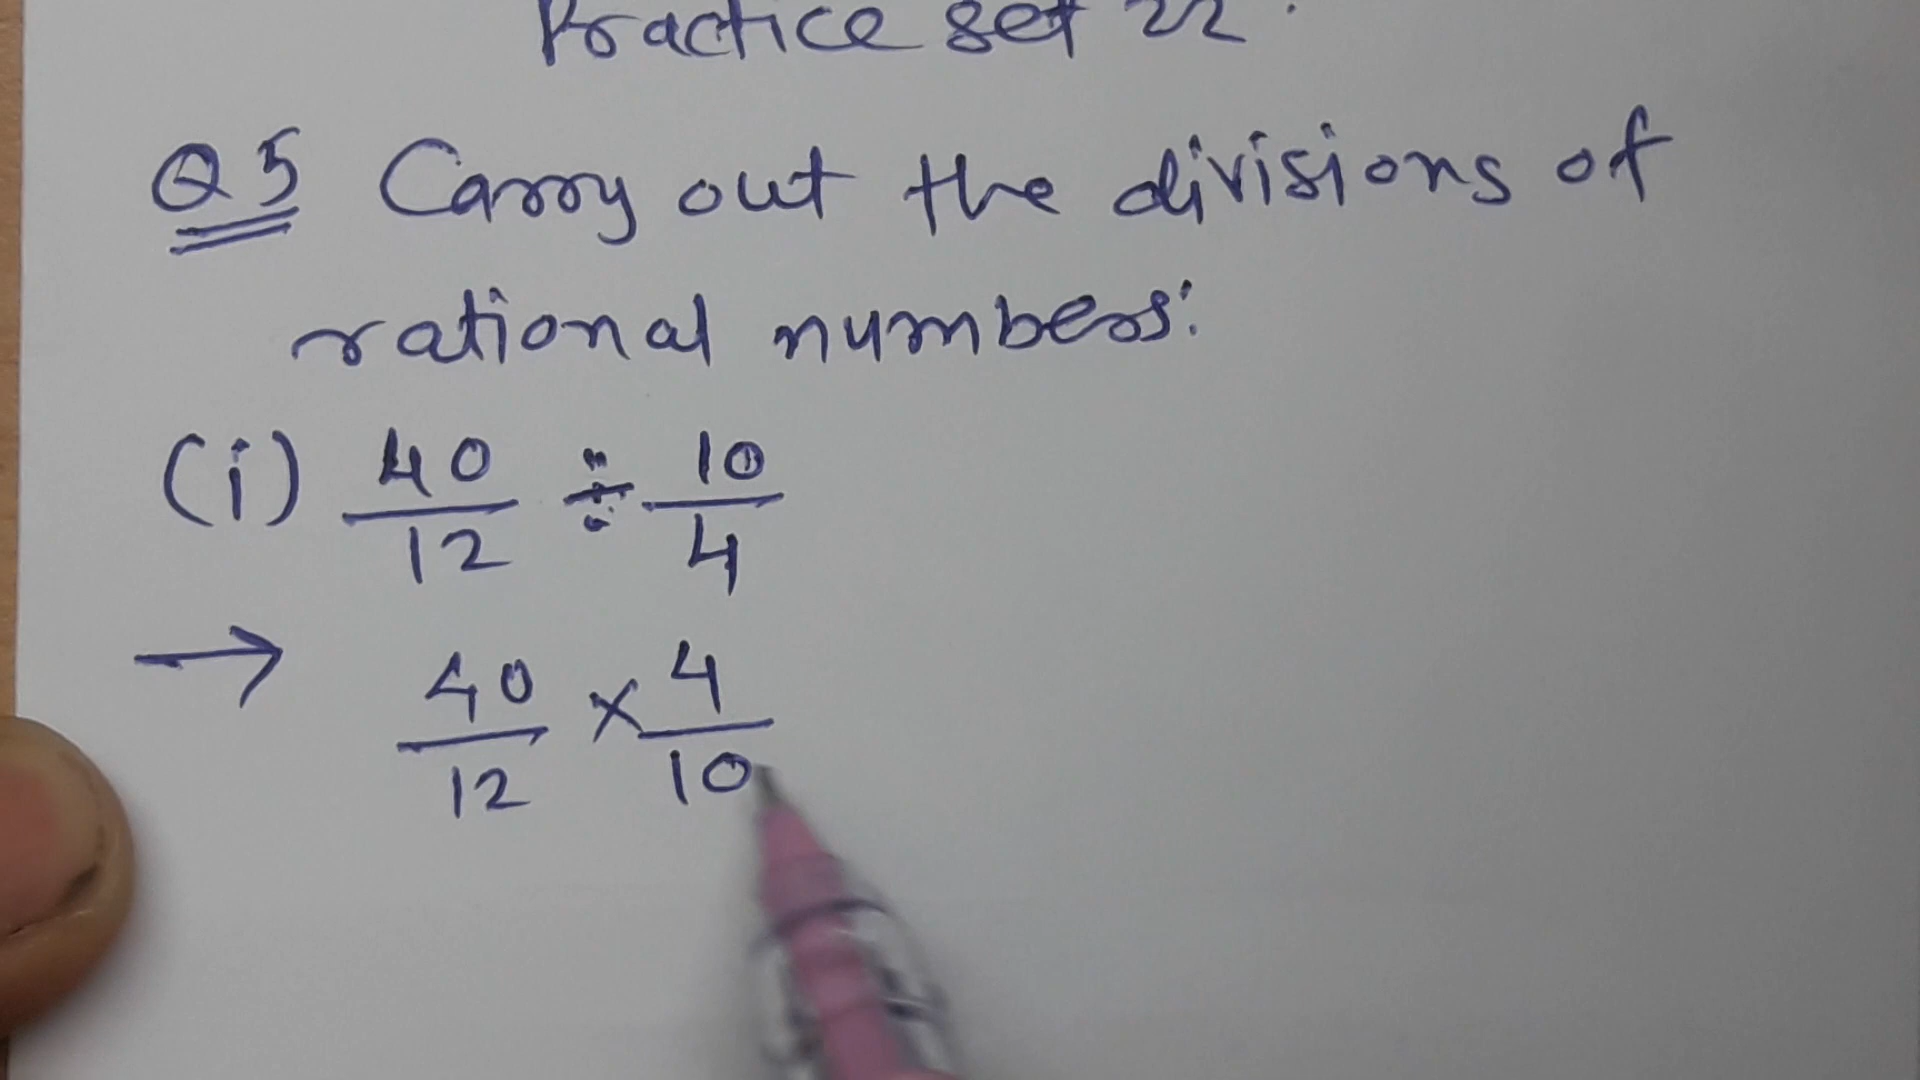 Practice set 22.
Q5 Carry out the divisions of
rational numbers:
(i) 40/12 ÷ 10/4
→ 40/12 × 4/10